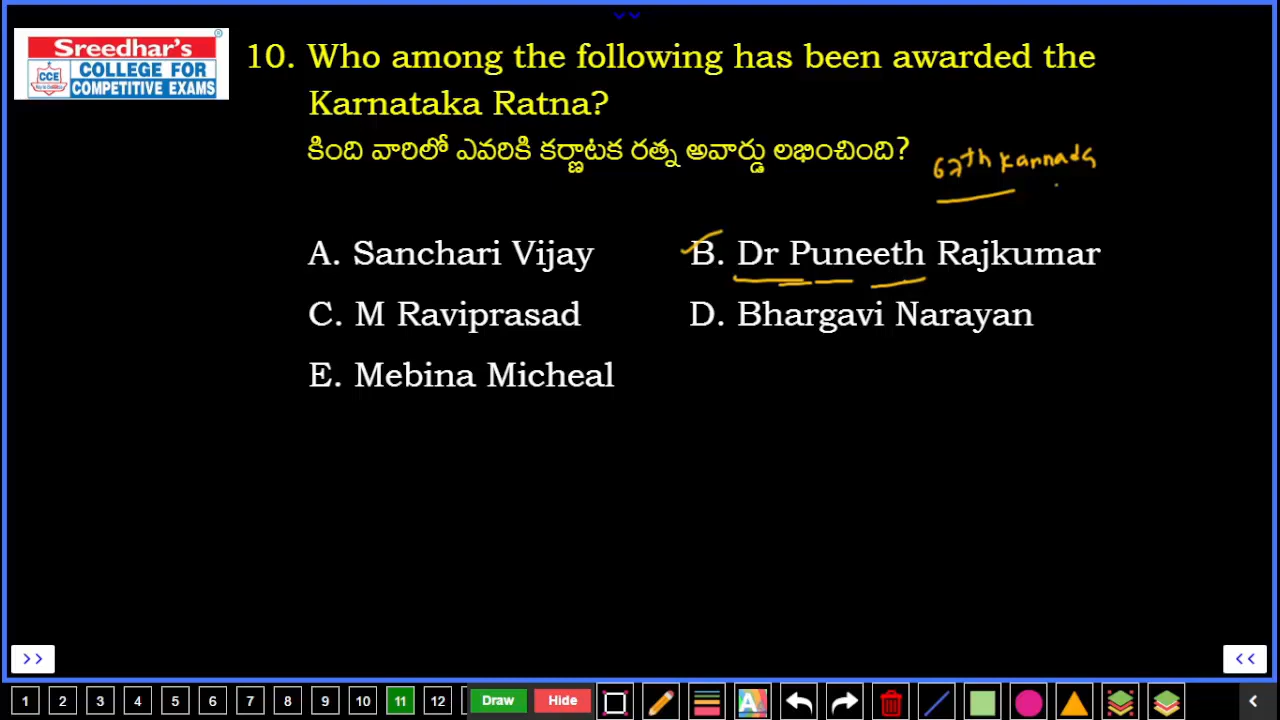 Sreedhar's
CCE
COLLEGE FOR
COMPETITIVE EXAMS
10. Who among the following has been awarded the
Karnataka Ratna?
కింది వారిలో ఎవరికి కర్ణాటక రత్న అవార్డు లభించింది?
67th Kannada
A. Sanchari Vijay
B. Dr Puneeth Rajkumar
C. M Raviprasad
D. Bhargavi Narayan
E. Mebina Micheal
>>
<<
1 2 3 4 5 6 7 8 9 10 11 12 Draw Hide